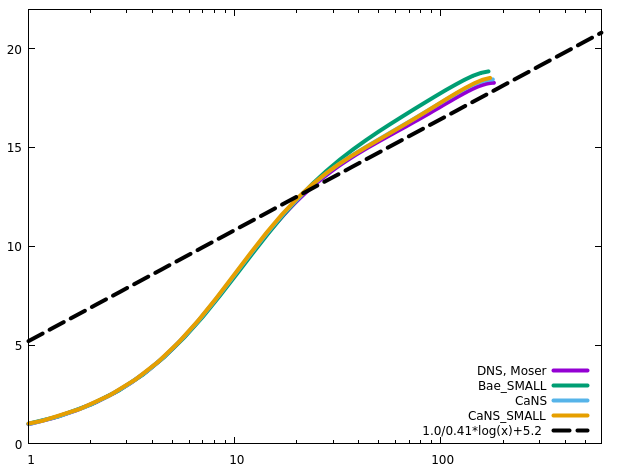 20
15
10
5
0
DNS, Moser
Bae_SMALL
CaNS
CaNS_SMALL
1.0/0.41*log(x)+5.2
1 10 100